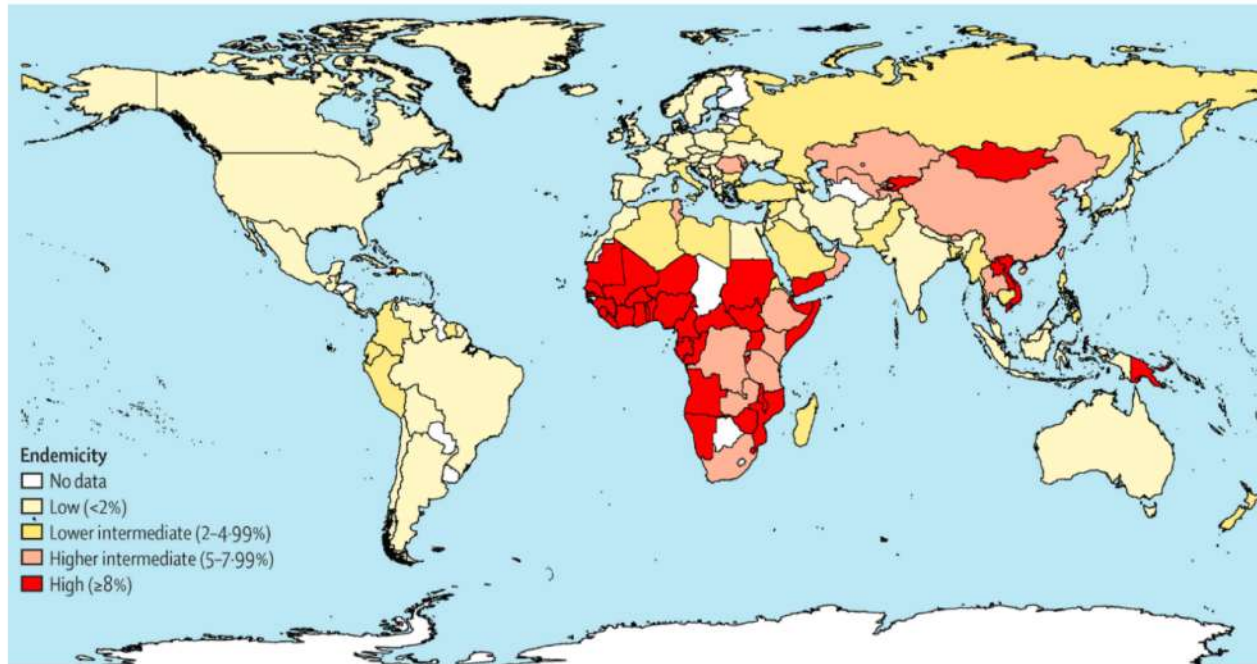 Endemicity
No data
Low (<2%)
Lower intermediate (2–4·99%)
Higher intermediate (5–7·99%)
High (≥8%)